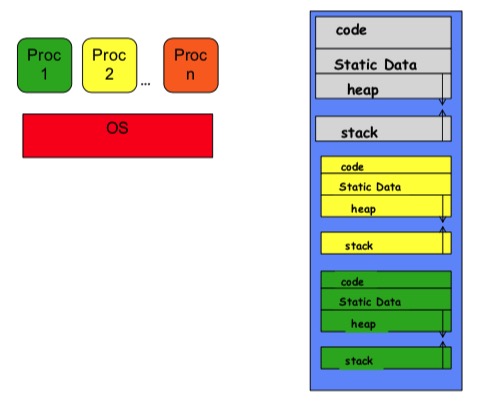 Proc
1
Proc
2
...
Proc
n
OS
code
Static Data
heap
stack
code
Static Data
heap
stack
code
Static Data
heap
stack